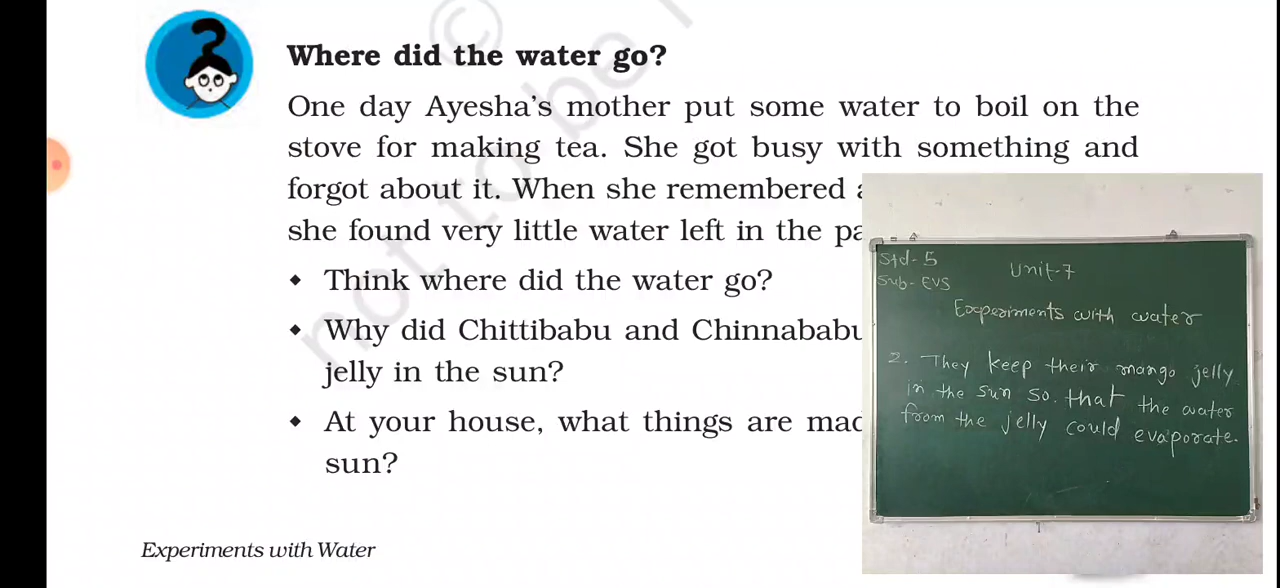 Where did the water go?
One day Ayesha's mother put some water to boil on the
stove for making tea. She got busy with something and
forgot about it. When she remembered
she found very little water left in the
◆ Think where did the water go?
◆ Why did Chittibabu and Chinnababu
jelly in the sun?
◆ At your house, what things are
sun?
Experiments with Water
Std- 5
Sub- EVS
Unit-7
Experiments with water
2. They keep their mango jelly
in the sun so. that the water
from the jelly could evaporate.
not to be
©